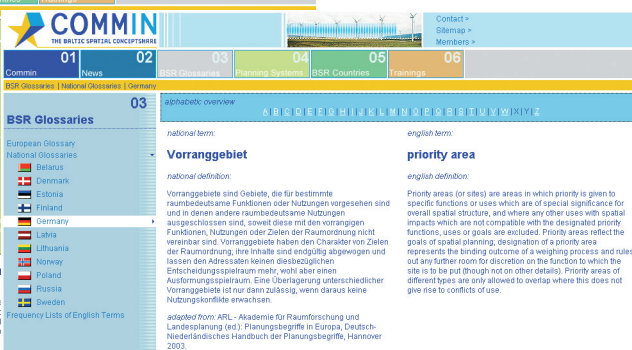 Trainings
COMMIN
THE BALTIC SPATIAL CONCEPTSHARE
Contact >
Sitemap >
Members >
01 02 03 04 05 06
Commin News BSR Glossaries Planning Systems BSR Countries Trainings
BSR Glossaries | National Glossaries | Germany
03
BSR Glossaries
European Glossary
National Glossaries
Belarus
Denmark
Estonia
Finland
Germany
Latvia
Lithuania
Norway
Poland
Russia
Sweden
Frequency Lists of English Terms
alphabetic overview
A | B | C | D | E | F | G | H | I | J | K | L | M | N | O | P | Q | R | S | T | U | V | W | X | Y | Z
national term:
Vorranggebiet
national definition:
Vorranggebiete sind Gebiete, die für bestimmte
raumbedeutsame Funktionen oder Nutzungen vorgesehen sind
und in denen andere raumbedeutsame Nutzungen
ausgeschlossen sind, soweit diese mit den vorrangigen
Funktionen, Nutzungen oder Zielen der Raumordnung nicht
vereinbar sind. Vorranggebiete haben den Charakter von Zielen
der Raumordnung; ihre Inhalte sind endgültig abgewogen und
lassen den Adressaten keinen diesbezüglichen
Entscheidungsspielraum mehr, wohl aber einen
Ausformungsspielraum. Eine Überlagerung unterschiedlicher
Vorranggebiete ist nur dann zulässig, wenn daraus keine
Nutzungskonflikte erwachsen.
adapted from: ARL - Akademie für Raumforschung und
Landesplanung (ed.): Planungsbegriffe in Europa, Deutsch-
Niederländisches Handbuch der Planungsbegriffe, Hannover
2003.
english term:
priority area
english definition:
Priority areas (or sites) are areas in which priority is given to
specific functions or uses which are of special significance for
overall spatial structure, and where any other uses with spatial
impacts which are not compatible with the designated priority
functions, uses or goals are excluded. Priority areas reflect the
goals of spatial planning; designation of a priority area
represents the binding outcome of a weighing process and rules
out any further room for discretion on the function to which the
site is to be put (though not on other details). Priority areas of
different types are only allowed to overlap where this does not
give rise to conflicts of use.